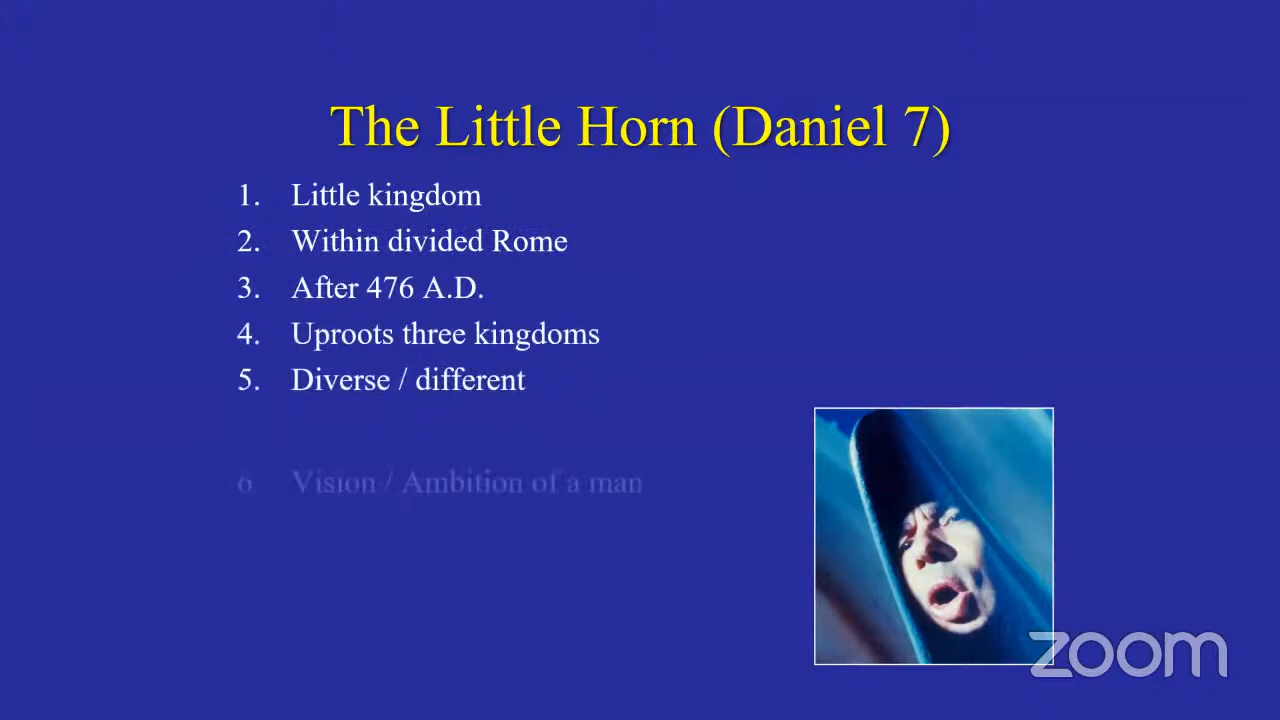 The Little Horn (Daniel 7)
1. Little kingdom
2. Within divided Rome
3. After 476 A.D.
4. Uproots three kingdoms
5. Diverse / different
6 Vision / Ambition of a man
zoom